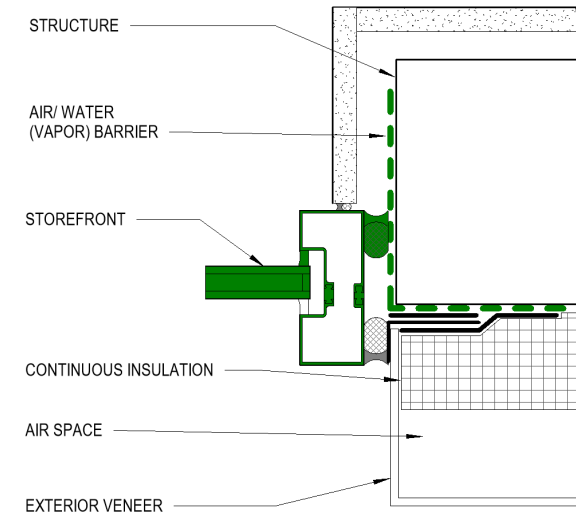 STRUCTURE
AIR/ WATER
(VAPOR) BARRIER
STOREFRONT
CONTINUOUS INSULATION
AIR SPACE
EXTERIOR VENEER